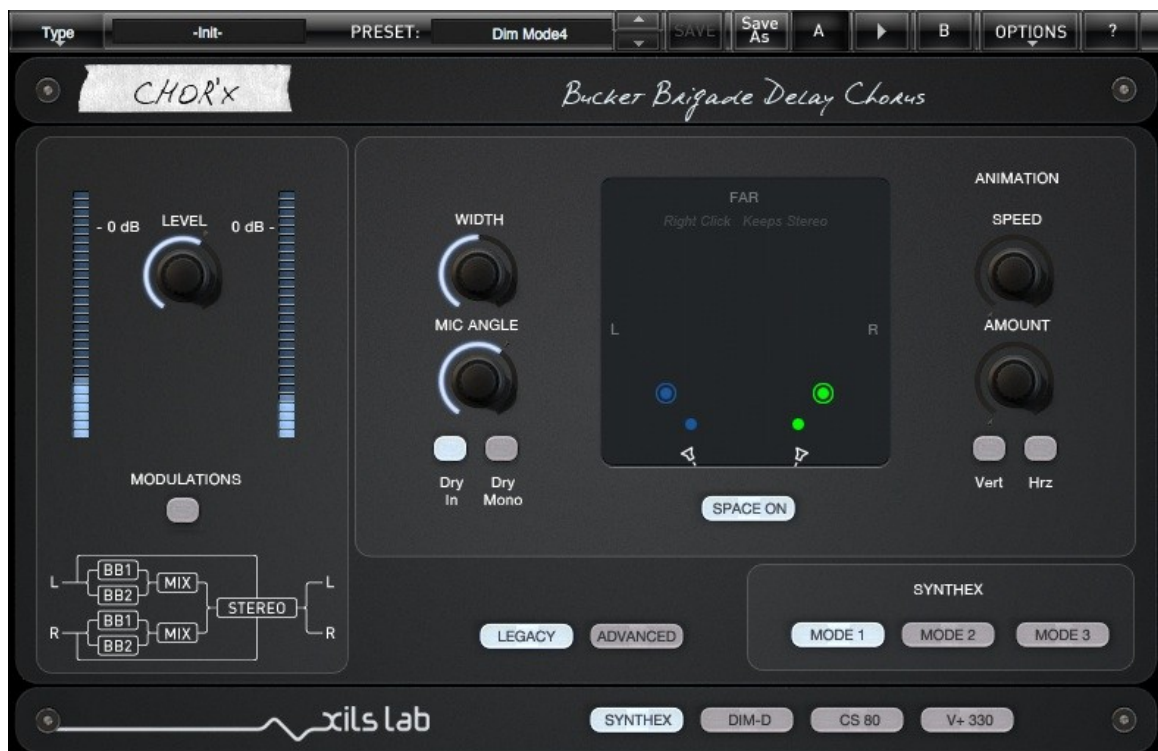 Type -Init- PRESET: Dim Mode4 SAVE Save As A B OPTIONS ?
CHOR'X Bucket Brigade Delay Chorus
- 0 dB LEVEL 0 dB -
MODULATIONS
L BB1 MIX L
BB2
STEREO
R BB1 MIX R
BB2
WIDTH
MIC ANGLE
Dry In Dry Mono
FAR
Right Click Keeps Stereo
L R
SPACE ON
ANIMATION
SPEED
AMOUNT
Vert Hrz
LEGACY ADVANCED
SYNTHEX
MODE 1 MODE 2 MODE 3
xils lab SYNTHEX DIM-D CS 80 V+ 330